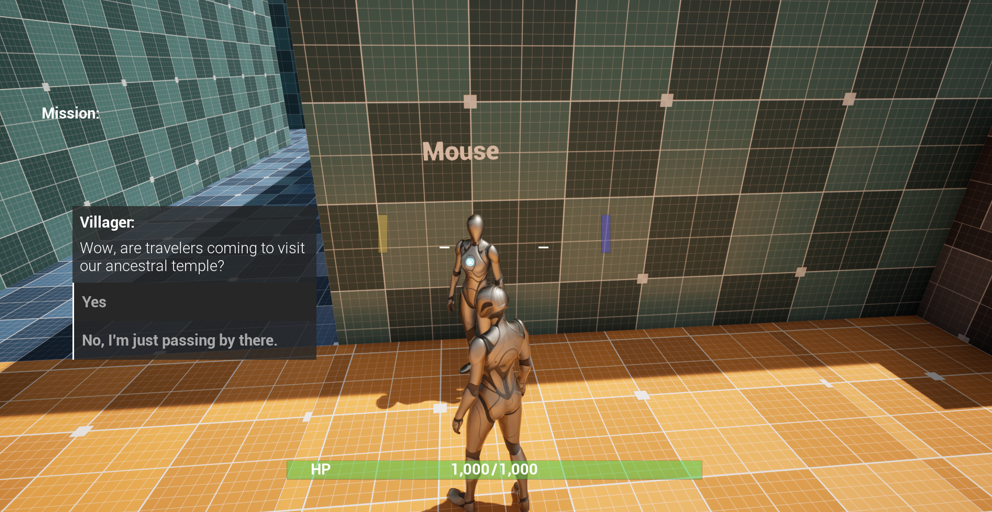 Mission:
Mouse
Villager:
Wow, are travelers coming to visit
our ancestral temple?
Yes
No, I'm just passing by there.
HP 1,000/1,000